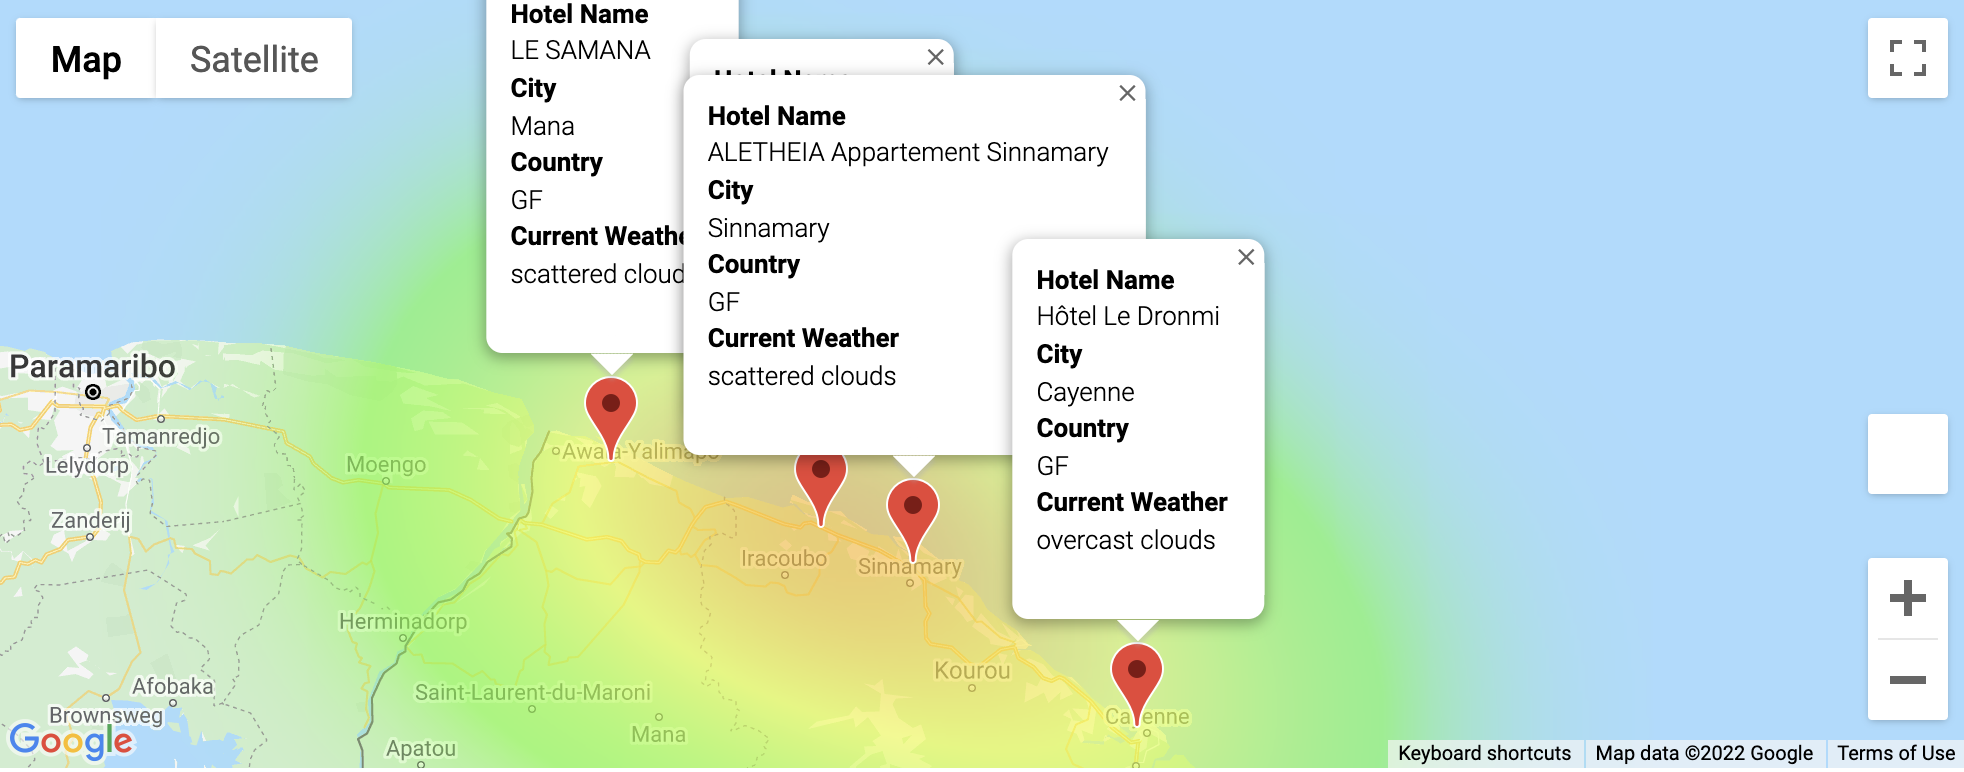 Map
Satellite
Hotel Name
LE SAMANA
City
Mana
Country
GF
Current Weathe
scattered cloud
Hotel Name
Hotel Name
ALETHEIA Appartement Sinnamary
City
Sinnamary
Country
GF
Current Weather
scattered clouds
Hotel Name
Hôtel Le Dronmi
City
Cayenne
Country
GF
Current Weather
overcast clouds
Paramaribo
Tamanredjo
Lelydorp
Moengo
Awala-Yalimapo
Zanderij
Iracoubo
Sinnamary
Herminadorp
Kourou
Afobaka
Saint-Laurent-du-Maroni
Brownsweg
Mana
Cayenne
Apatou
Google
Keyboard shortcuts
Map data ©2022 Google
Terms of Use